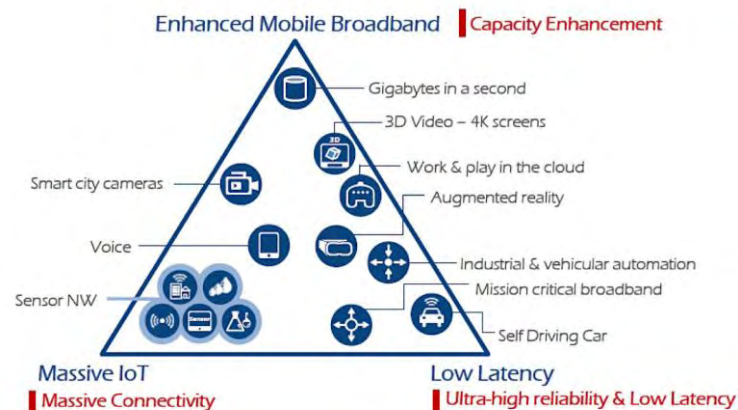 Enhanced Mobile Broadband
Capacity Enhancement
Gigabytes in a second
3D Video – 4K screens
3D
Work & play in the cloud
Smart city cameras
Augmented reality
Voice
Industrial & vehicular automation
Mission critical broadband
Sensor NW
Sensor
Self Driving Car
Massive IoT
Low Latency
Massive Connectivity
Ultra-high reliability & Low Latency